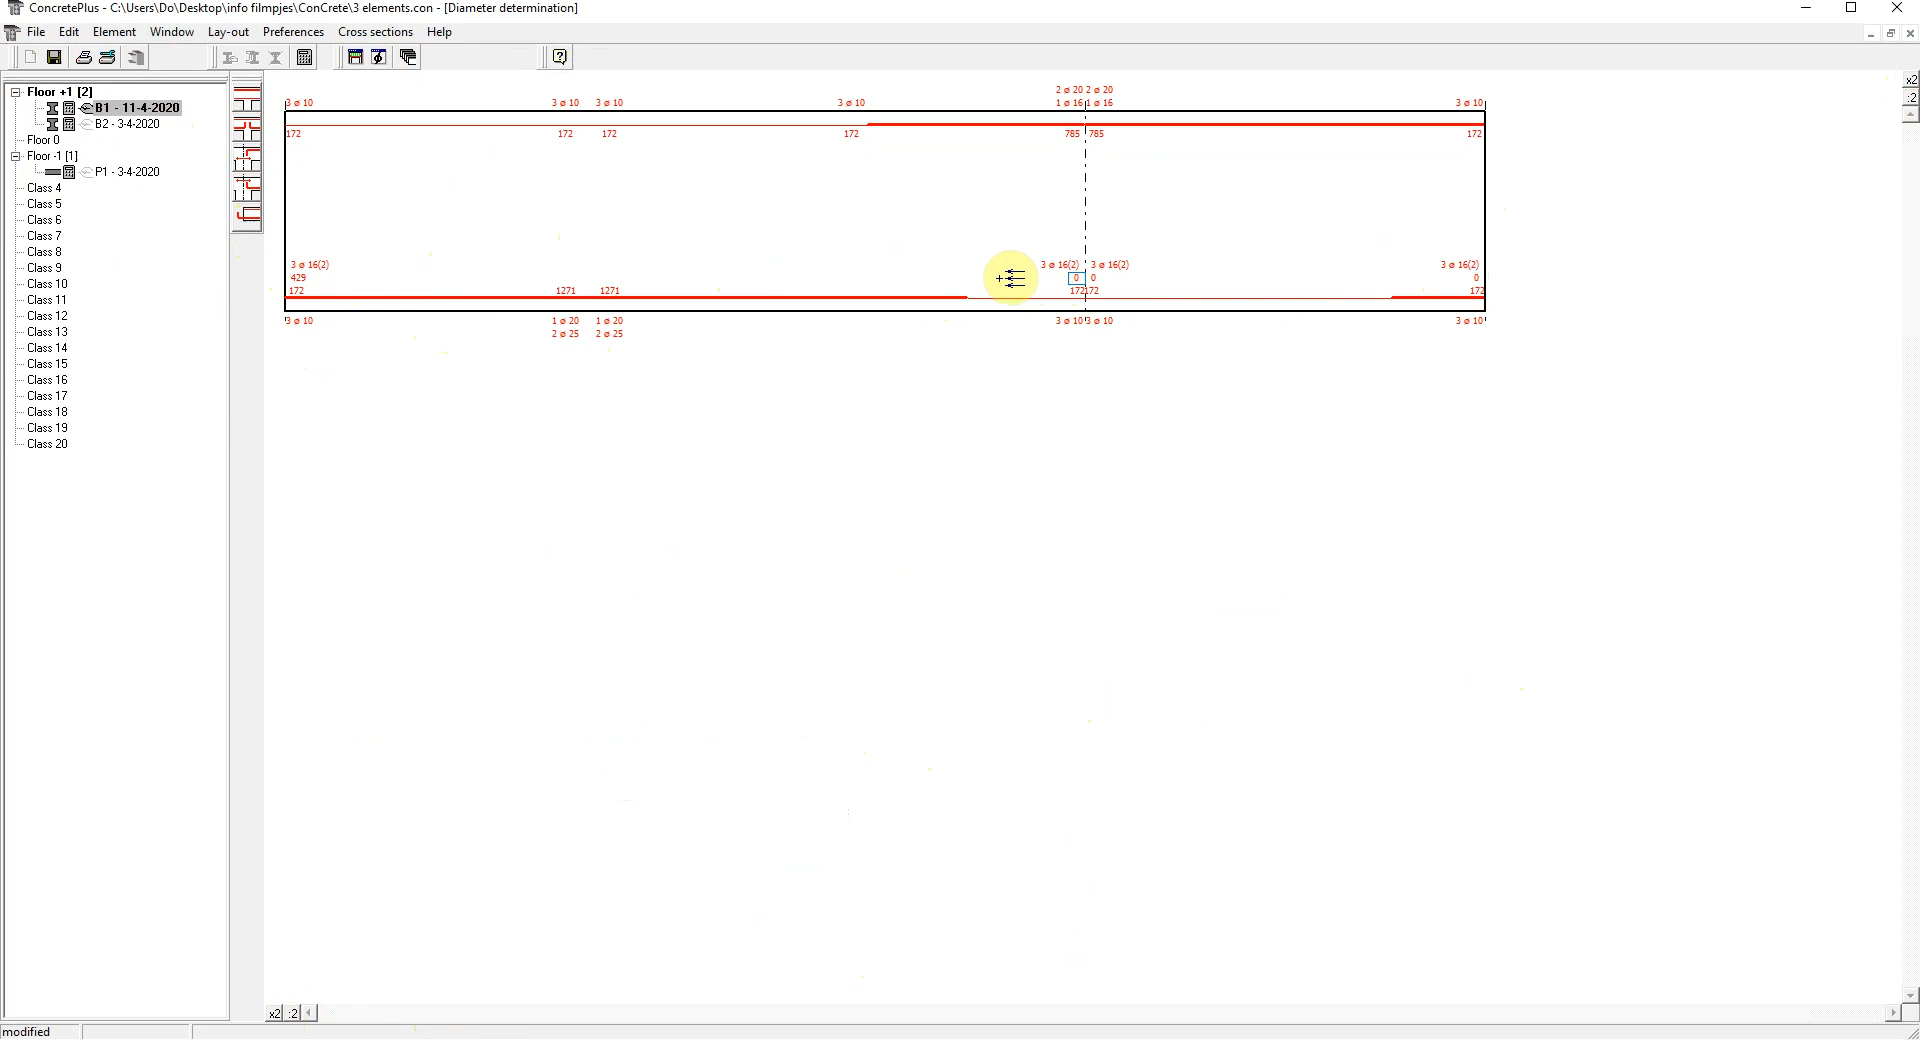 ConcretePlus - C:\Users\Do\Desktop\info filmpjes\ConCrete\3 elements.con - [Diameter determination]
File Edit Element Window Lay-out Preferences Cross sections Help
Floor +1 [2]
B1 - 11-4-2020
B2 - 3-4-2020
Floor 0
Floor -1 [1]
P1 - 3-4-2020
Class 4
Class 5
Class 6
Class 7
Class 8
Class 9
Class 10
Class 11
Class 12
Class 13
Class 14
Class 15
Class 16
Class 17
Class 18
Class 19
Class 20
2 ø 20 2 ø 20
3 ø 10 3 ø 10 3 ø 10 3 ø 10 1 ø 16 1 ø 16 3 ø 10
172 172 172 172 785 785 172
3 ø 16(2) 3 ø 16(2) 3 ø 16(2) 3 ø 16(2)
429 0 0 0
172 1271 1271 172 172 172
3 ø 10 1 ø 20 1 ø 20 3 ø 10 3 ø 10 3 ø 10
2 ø 25 2 ø 25
x2
:2
x2 :2
modified